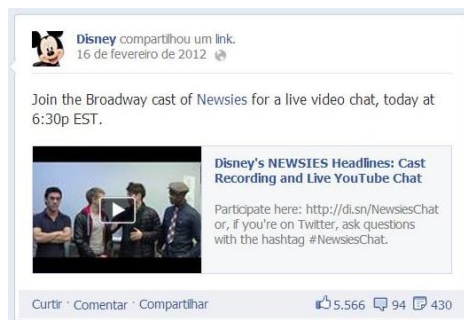 Disney compartilhou um link.
16 de fevereiro de 2012
Join the Broadway cast of Newsies for a live video chat, today at
6:30p EST.
Disney's NEWSIES Headlines: Cast
Recording and Live YouTube Chat
Participate here: http://di.sn/NewsiesChat
or, if you're on Twitter, ask questions
with the hashtag #NewsiesChat.
Curtir · Comentar · Compartilhar 5.566 94 430